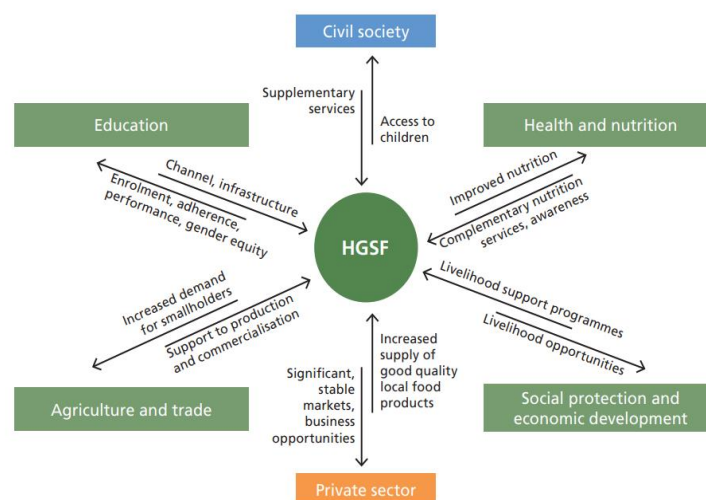 Civil society
Supplementary
services
Access to
children
Education
Health and nutrition
Channel, infrastructure
Enrolment, adherence,
performance, gender equity
Improved nutrition
Complementary nutrition
services, awareness
HGSF
Increased demand
for smallholders
Support to production
and commercialisation
Livelihood support programmes
Livelihood opportunities
Significant,
stable
markets,
business
opportunities
Increased
supply of
good quality
local food
products
Agriculture and trade
Social protection and
economic development
Private sector